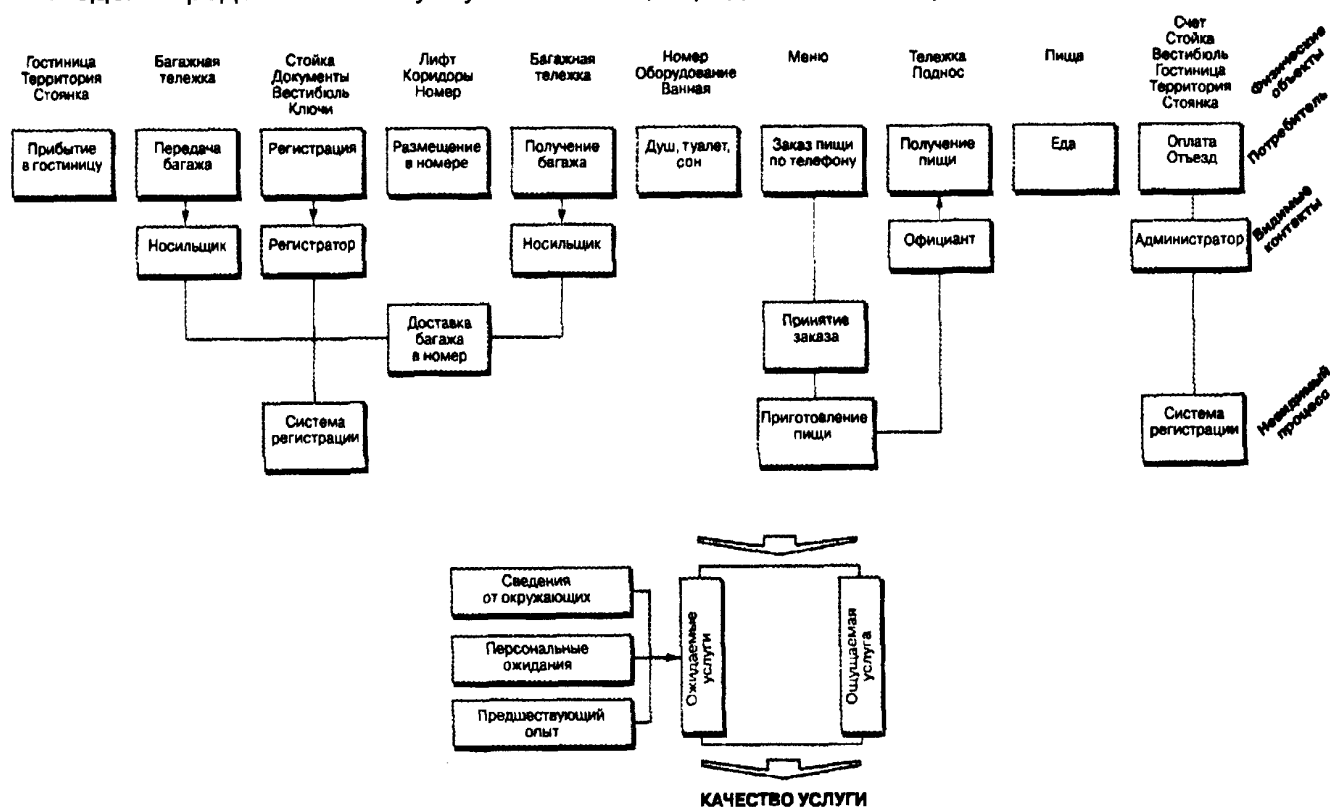 Гостиница
Территория
Стоянка
Багажная
тележка
Стойка
Документы
Вестибюль
Ключи
Лифт
Коридоры
Номер
Багажная
тележка
Номер
Оборудование
Ванная
Меню
Тележка
Поднос
Пища
Счет
Стойка
Вестибюль
Гостиница
Территория
Стоянка
Физические
объекты
Прибытие
в гостиницу
Передача
багажа
Регистрация
Размещение
в номере
Получение
багажа
Душ, туалет,
сон
Заказ пищи
по телефону
Получение
пищи
Еда
Оплата
Отъезд
Потребитель
Носильщик
Регистратор
Носильщик
Официант
Администратор
Видимые
контакты
Доставка
багажа
в номер
Принятие
заказа
Система
регистрации
Приготовление
пищи
Система
регистрации
Невидимый
процесс
Сведения
от окружающих
Персональные
ожидания
Предшествующий
опыт
Ожидаемые
услуги
Ощущаемая
услуга
КАЧЕСТВО УСЛУГИ